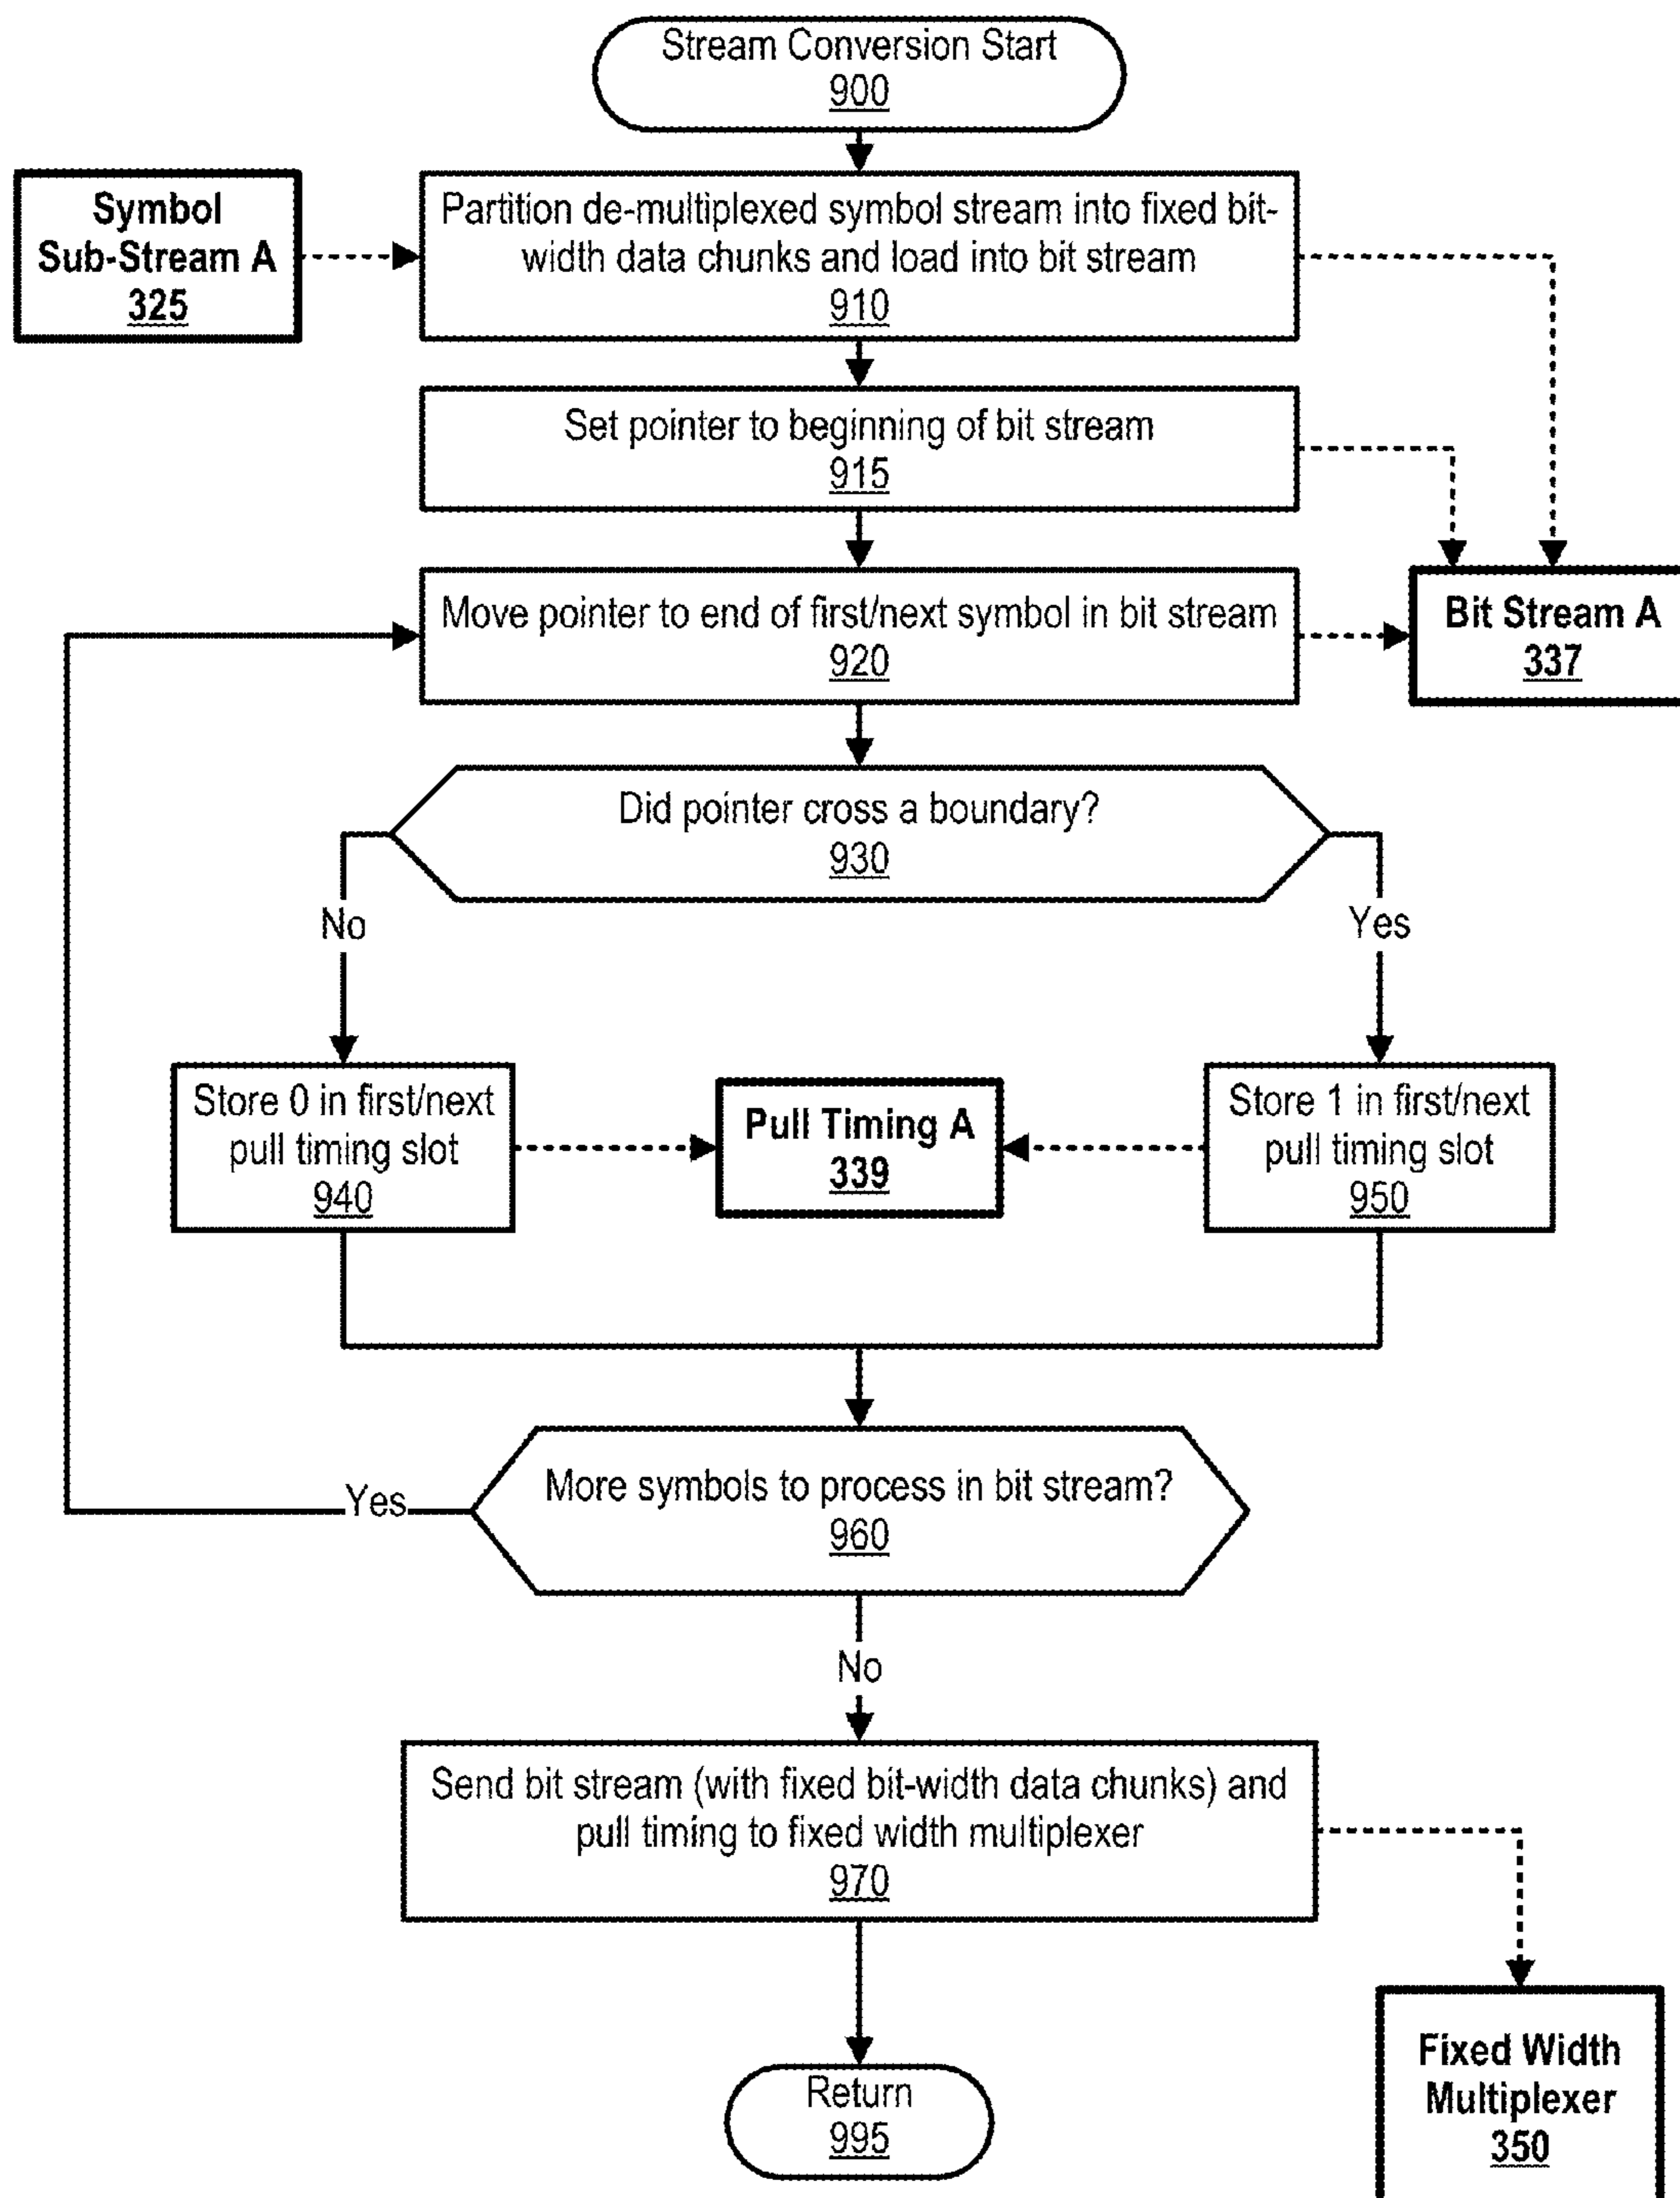 Stream Conversion Start
900
Symbol
Sub-Stream A
325
Partition de-multiplexed symbol stream into fixed bit-
width data chunks and load into bit stream
910
Set pointer to beginning of bit stream
915
Move pointer to end of first/next symbol in bit stream
920
Bit Stream A
337
Did pointer cross a boundary?
930
No
Yes
Store 0 in first/next
pull timing slot
940
Pull Timing A
339
Store 1 in first/next
pull timing slot
950
More symbols to process in bit stream?
960
Yes
No
Send bit stream (with fixed bit-width data chunks) and
pull timing to fixed width multiplexer
970
Return
995
Fixed Width
Multiplexer
350